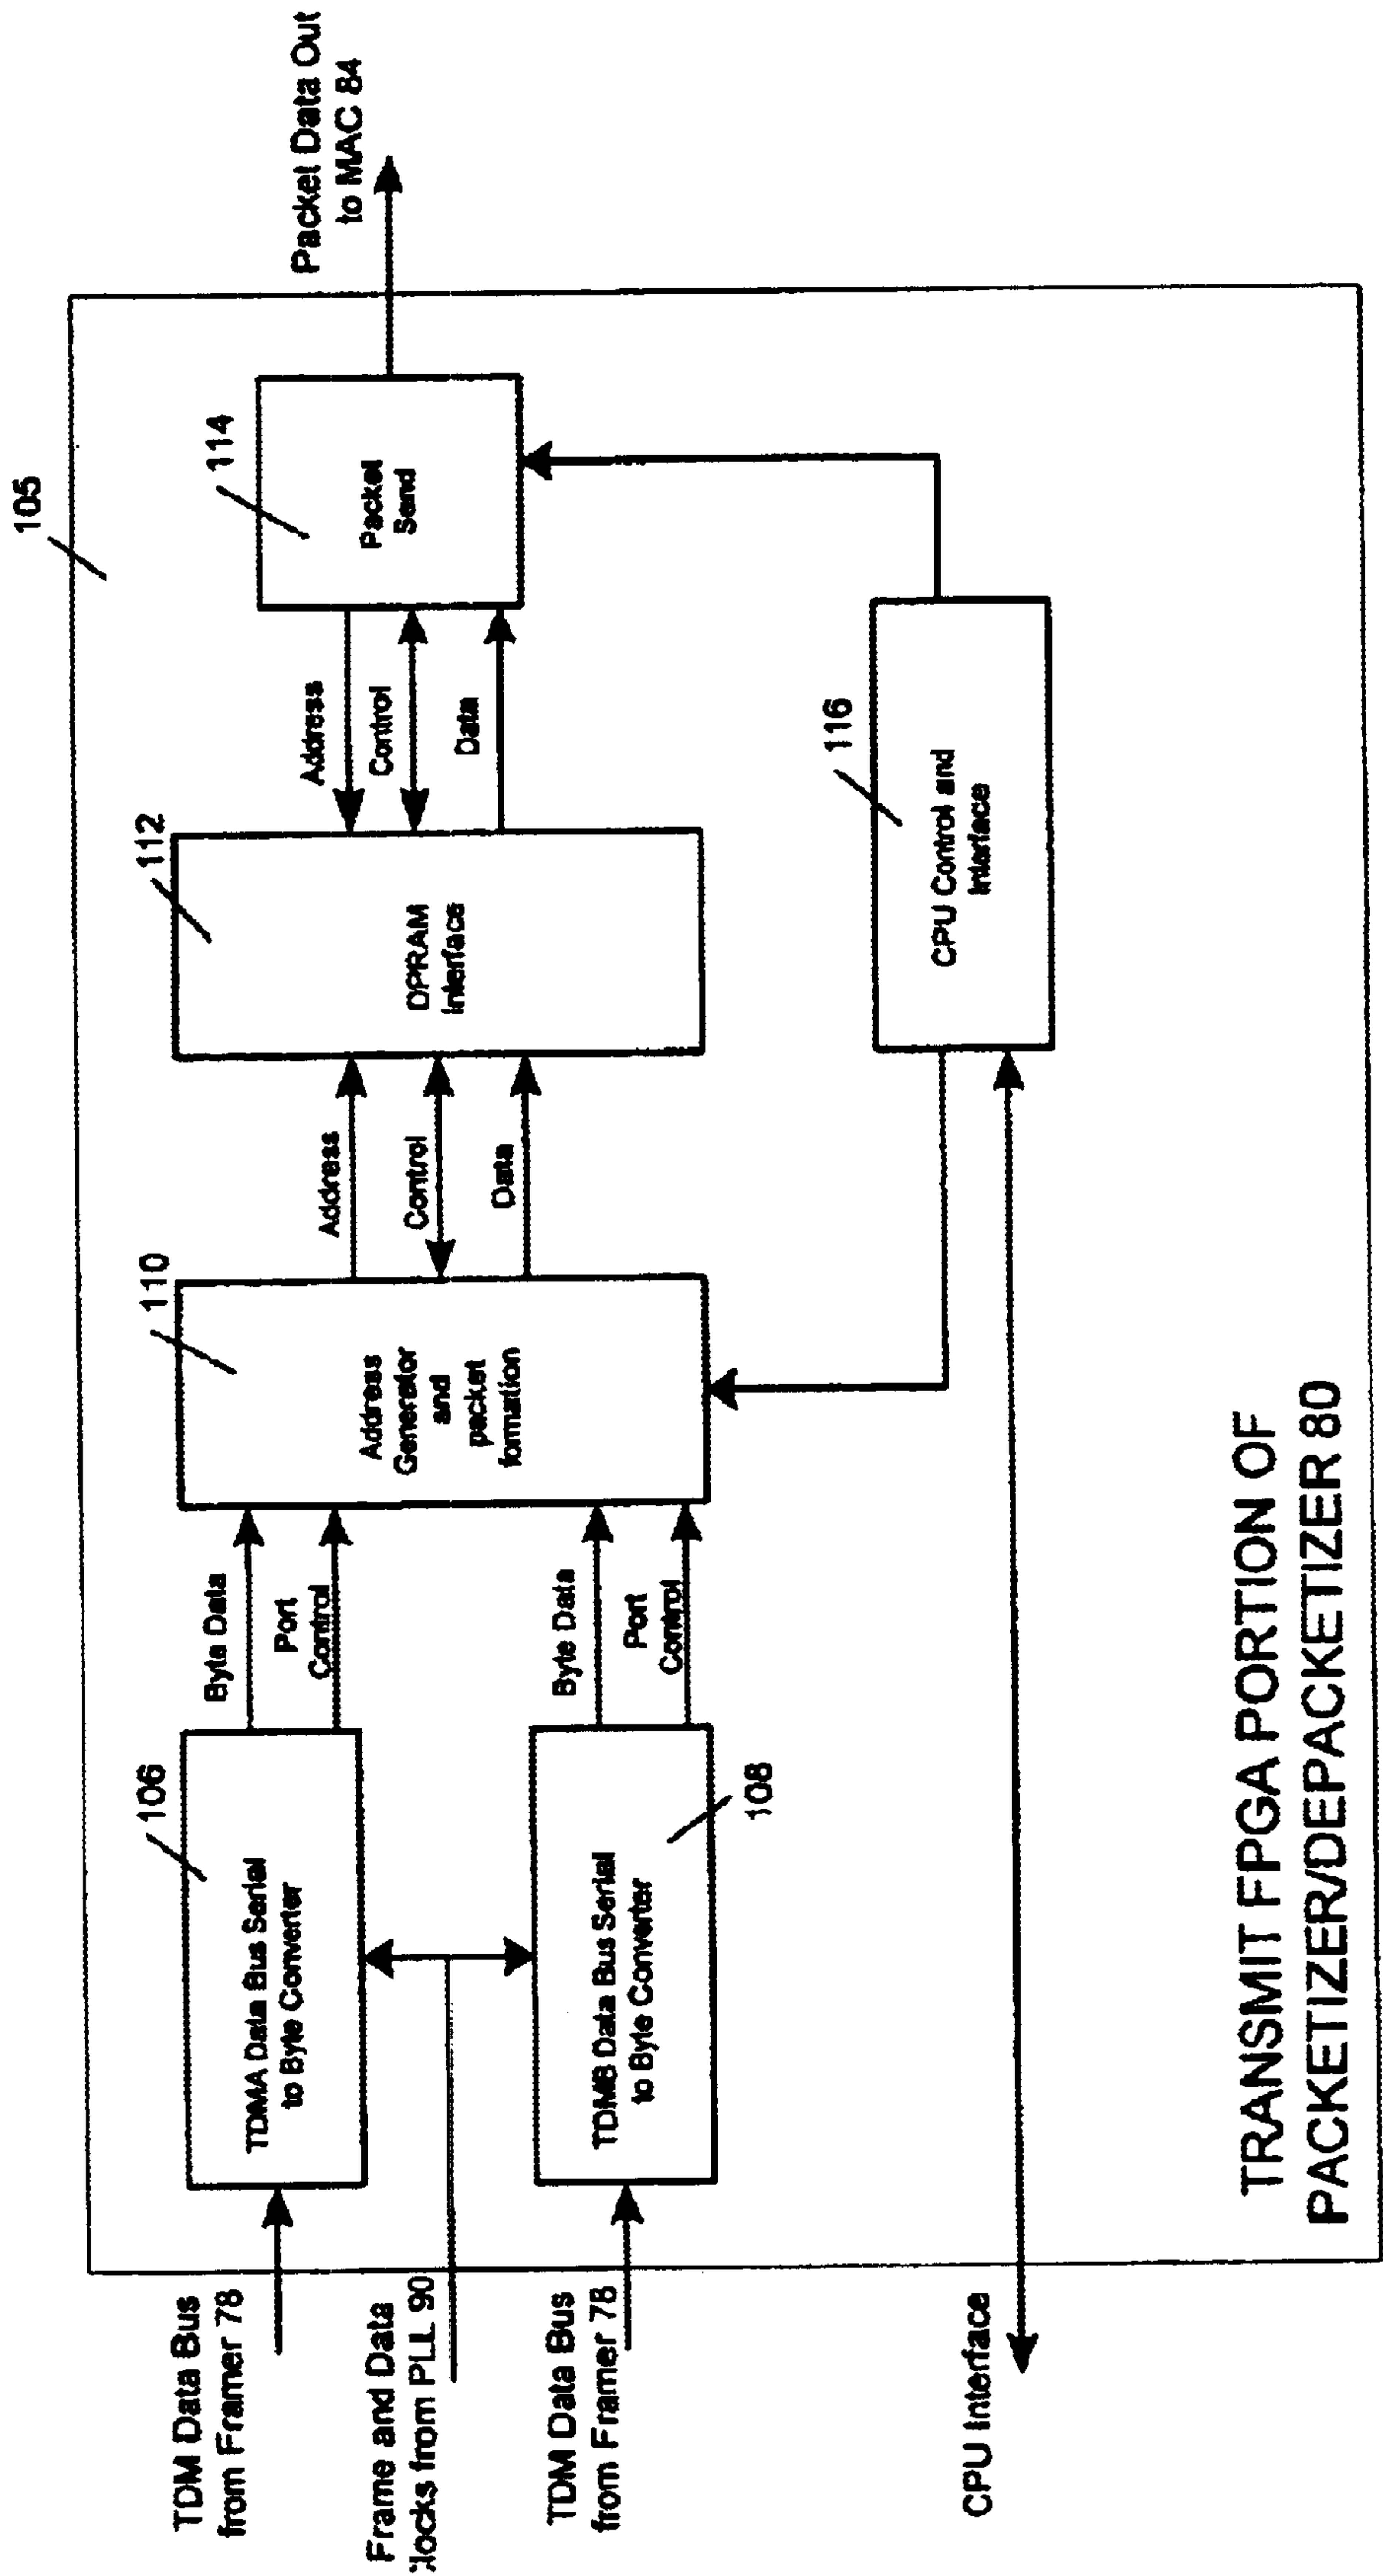 105
Packet Data Out
to MAC 84
114
Packet
Send
Address
Control
Data
112
DPRAM
Interface
116
CPU Control and
Interface
Address
Control
Data
110
Address
Generator
and
packet
formation
Byte Data
Port
Control
Byte Data
Port
Control
106
TDMA Data Bus Serial
to Byte Converter
108
TDMB Data Bus Serial
to Byte Converter
TDM Data Bus
from Framer 78
Frame and Data
locks from PLL 90
TDM Data Bus
from Framer 78
CPU Interface
TRANSMIT FPGA PORTION OF
PACKETIZER/DEPACKETIZER 80